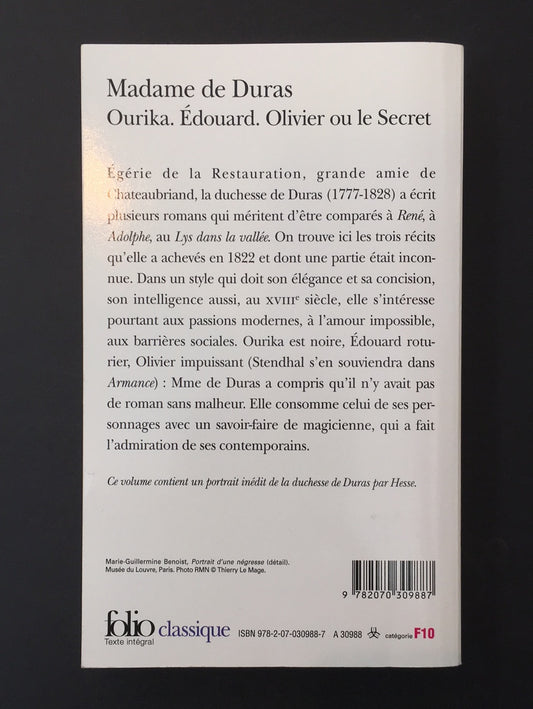 Madame de Duras
Ourika. Édouard. Olivier ou le Secret
Égérie de la Restauration, grande amie de
Chateaubriand, la duchesse de Duras (1777-1828) a écrit
plusieurs romans qui méritent d'être comparés à René, à
Adolphe, au Lys dans la vallée. On trouve ici les trois récits
qu'elle a achevés en 1822 et dont une partie était incon-
nue. Dans un style qui doit son élégance et sa concision,
son intelligence aussi, au XVIIIe siècle, elle s'intéresse
pourtant aux passions modernes, à l'amour impossible,
aux barrières sociales. Ourika est noire, Édouard rotu-
rier, Olivier impuissant (Stendhal s'en souviendra dans
Armance) : Mme de Duras a compris qu'il n'y avait pas
de roman sans malheur. Elle consomme celui de ses per-
sonnages avec un savoir-faire de magicienne, qui a fait
l'admiration de ses contemporains.
Ce volume contient un portrait inédit de la duchesse de Duras par Hesse.
Marie-Guillermine Benoist, Portrait d'une négresse (détail).
Musée du Louvre, Paris. Photo RMN © Thierry Le Mage.
9 782070 309887
folio classique
Texte intégral
ISBN 978-2-07-030988-7 A 30988 catégorie F10